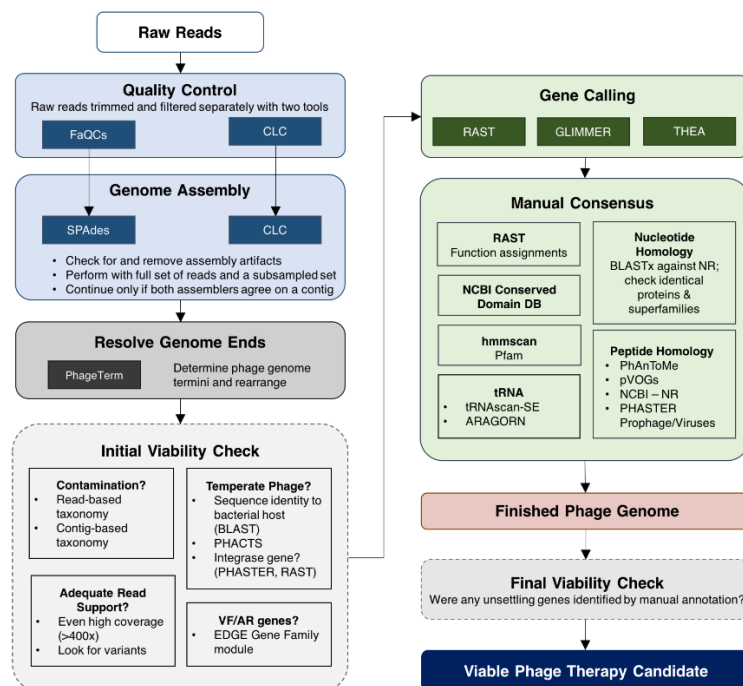 Raw Reads
Quality Control
Raw reads trimmed and filtered separately with two tools
FaQCs
CLC
Genome Assembly
SPAdes
CLC
• Check for and remove assembly artifacts
• Perform with full set of reads and a subsampled set
• Continue only if both assemblers agree on a contig
Resolve Genome Ends
PhageTerm
Determine phage genome
termini and rearrange
Initial Viability Check
Contamination?
• Read-based
taxonomy
• Contig-based
taxonomy
Temperate Phage?
• Sequence identity to
bacterial host
(BLAST)
• PHACTS
• Integrase gene?
(PHASTER, RAST)
Adequate Read
Support?
• Even high coverage
(>400x)
• Look for variants
VF/AR genes?
• EDGE Gene Family
module
Gene Calling
RAST
GLIMMER
THEA
Manual Consensus
RAST
Function assignments
NCBI Conserved
Domain DB
hmmscan
Pfam
tRNA
• tRNAscan-SE
• ARAGORN
Nucleotide
Homology
BLASTx against NR;
check identical
proteins &
superfamilies
Peptide Homology
• PhAnToMe
• pVOGs
• NCBI – NR
• PHASTER
Prophage/Viruses
Finished Phage Genome
Final Viability Check
Were any unsettling genes identified by manual annotation?
Viable Phage Therapy Candidate